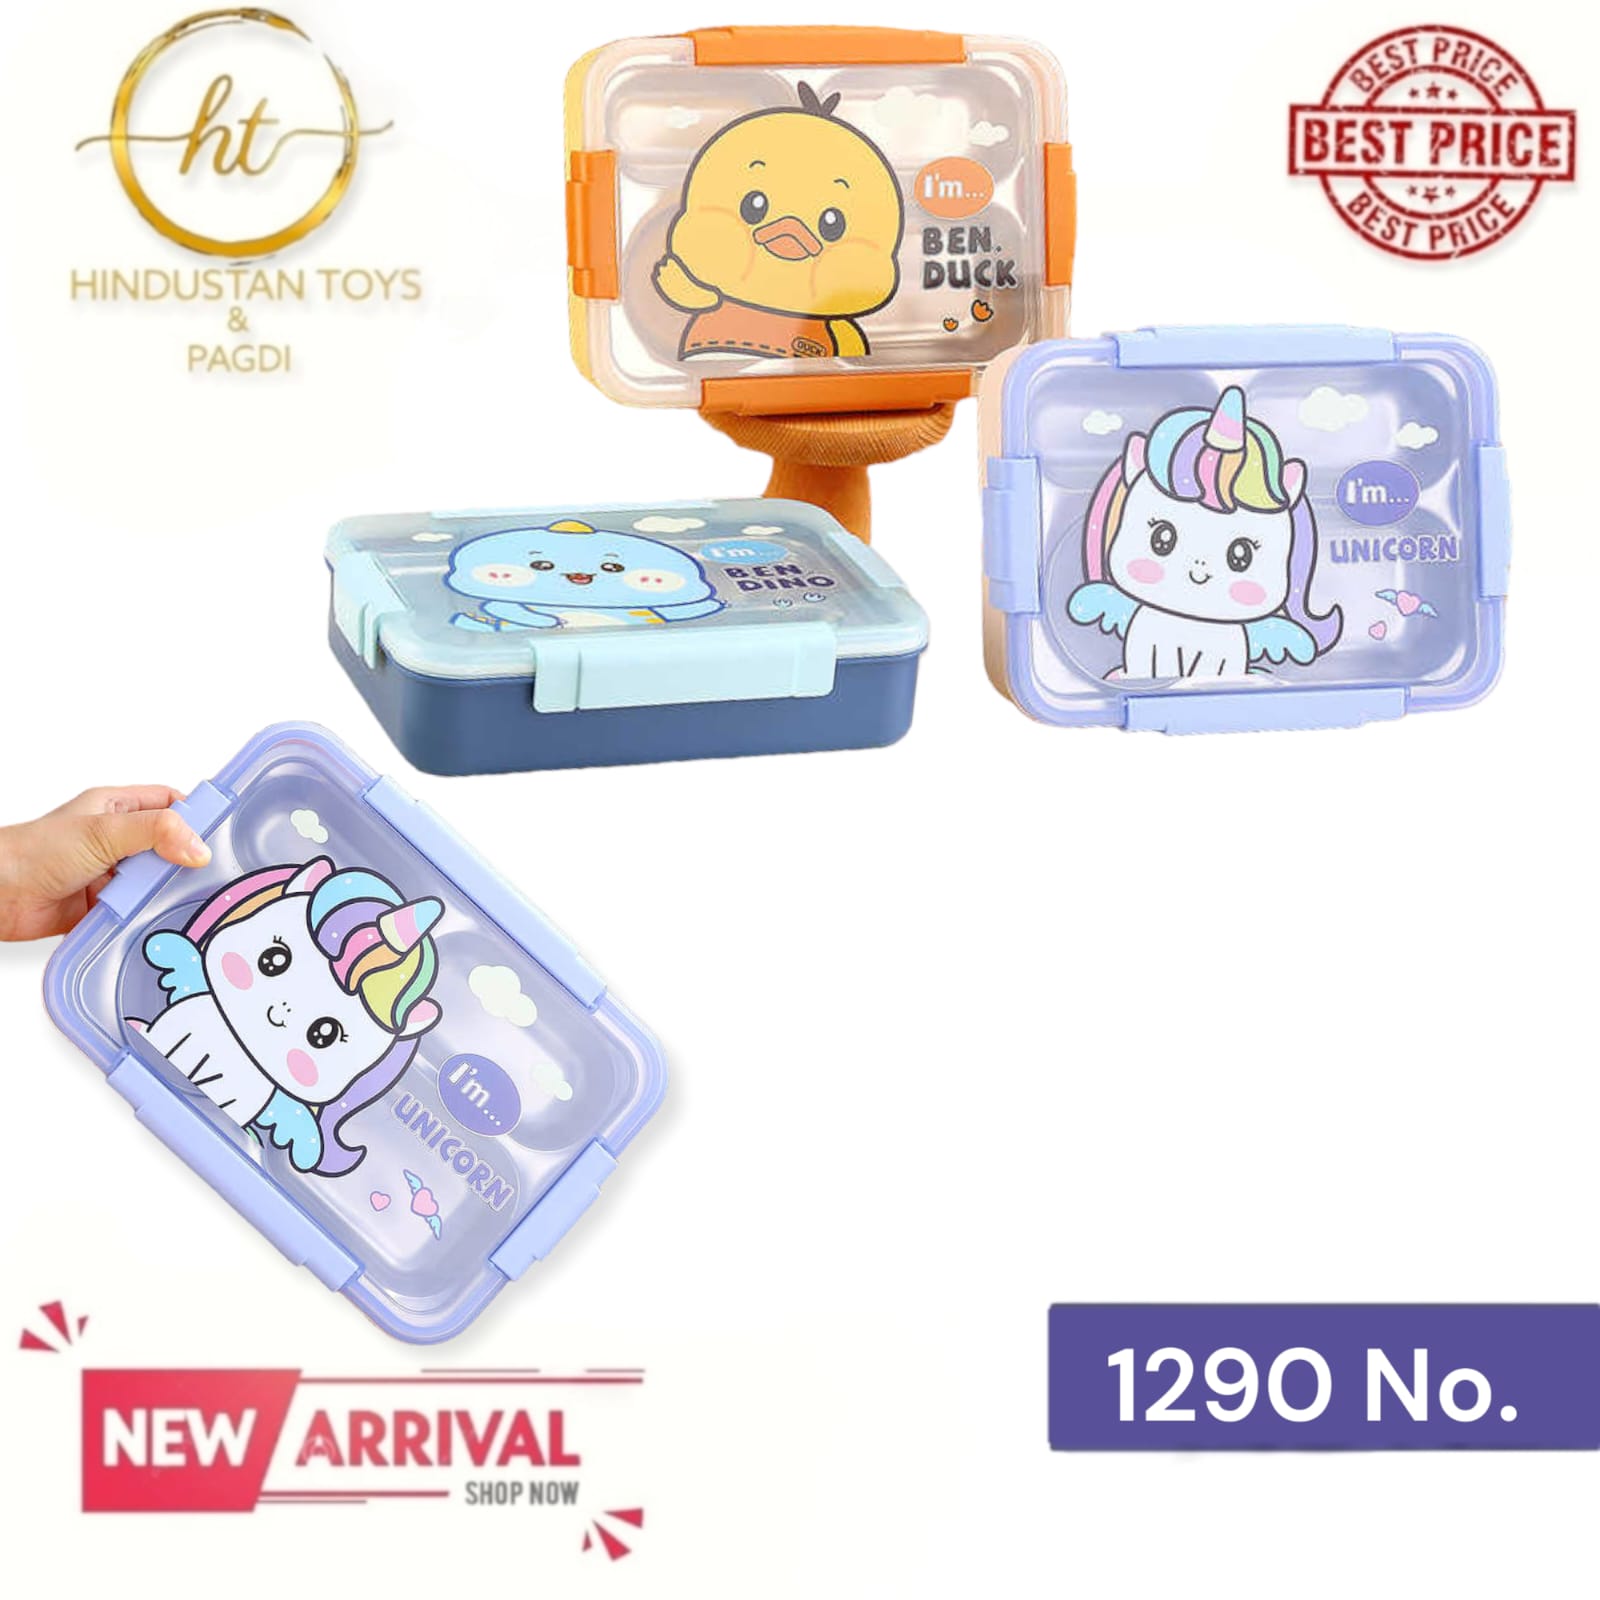 ht
HINDUSTAN TOYS
&
PAGDI
BEST PRICE
BEST PRICE
BEST PRICE
I'm...
BEN.
DUCK
DUCK
I'm...
UNICORN
I'm...
BEN.
DINO
I'm...
UNICORN
NEW ARRIVAL
SHOP NOW
1290 No.